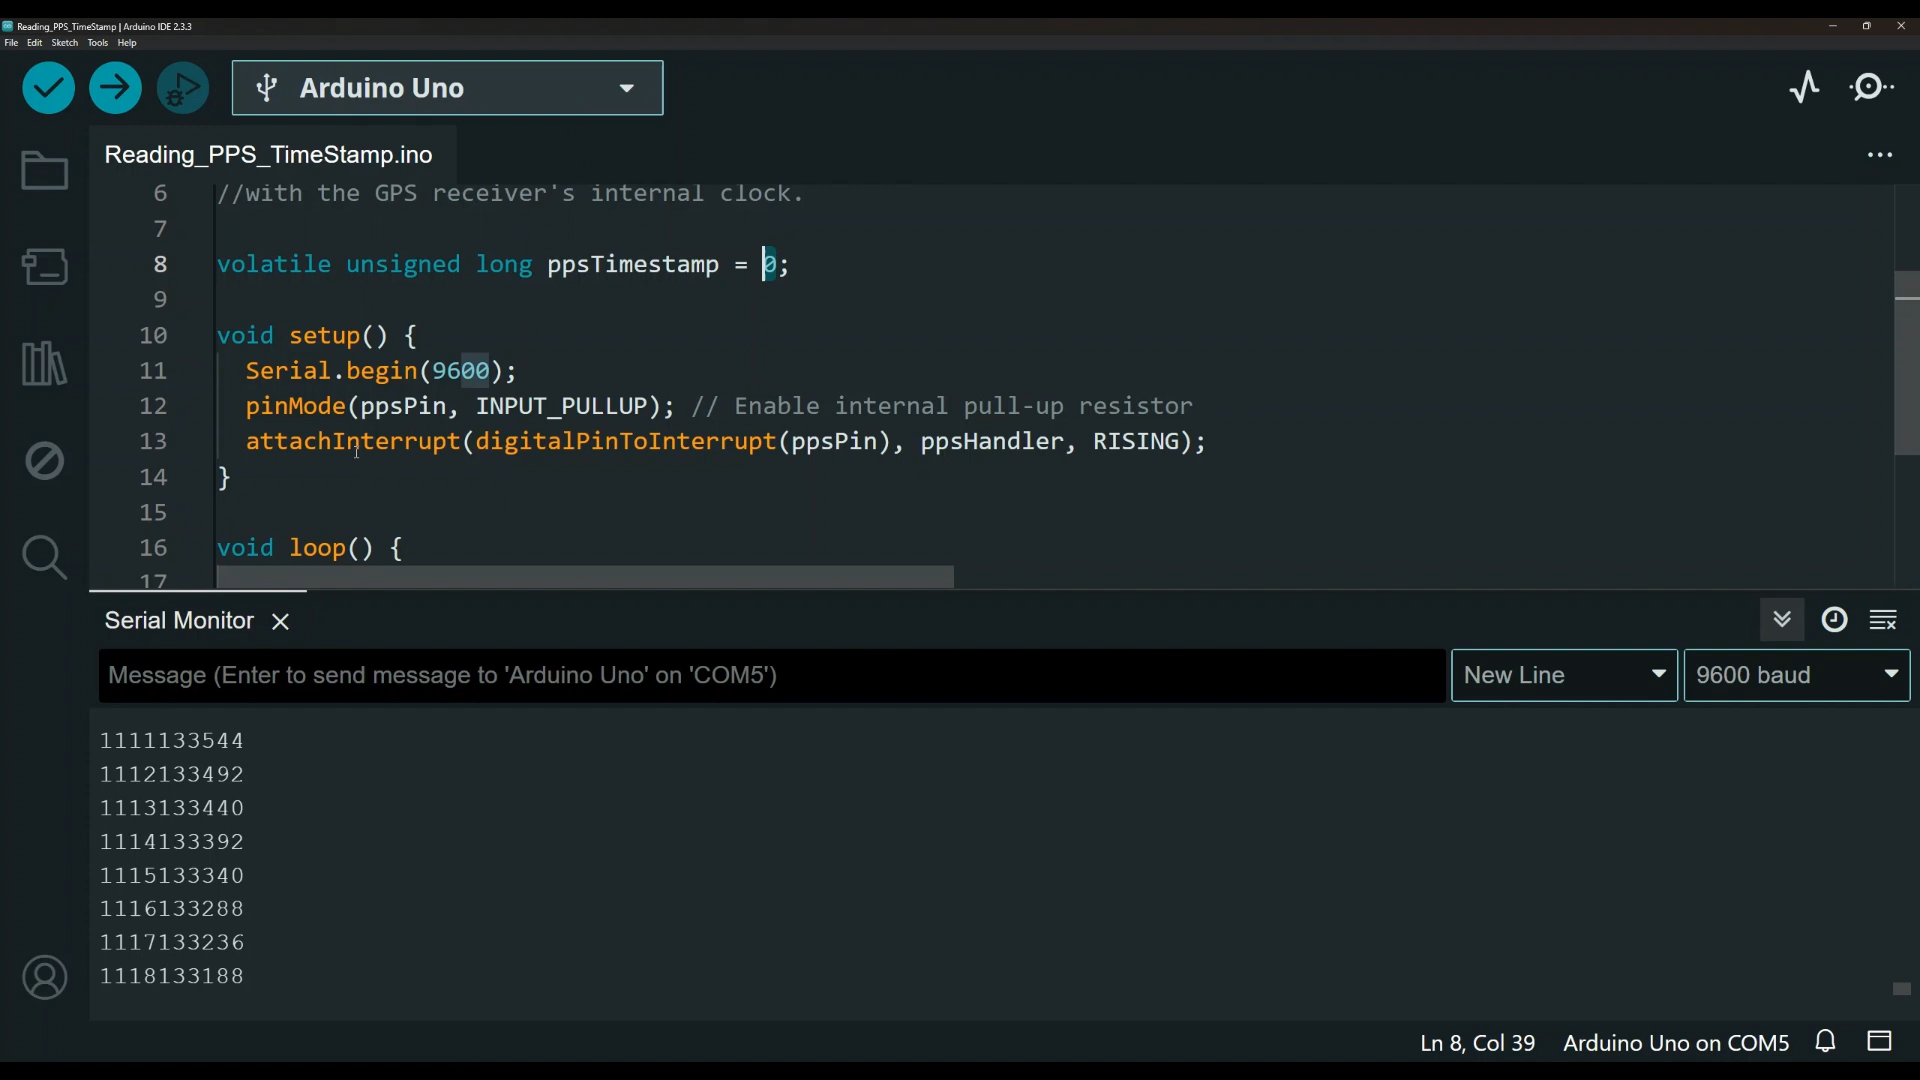 Reading_PPS_TimeStamp | Arduino IDE 2.3.3
File Edit Sketch Tools Help
Arduino Uno
Reading_PPS_TimeStamp.ino
6 //with the GPS receiver's internal clock.
7
8 volatile unsigned long ppsTimestamp = 0;
9
10 void setup() {
11 Serial.begin(9600);
12 pinMode(ppsPin, INPUT_PULLUP); // Enable internal pull-up resistor
13 attachInterrupt(digitalPinToInterrupt(ppsPin), ppsHandler, RISING);
14 }
15
16 void loop() {
17
Serial Monitor
Message (Enter to send message to 'Arduino Uno' on 'COM5') New Line 9600 baud
1111133544
1112133492
1113133440
1114133392
1115133340
1116133288
1117133236
1118133188
Ln 8, Col 39 Arduino Uno on COM5